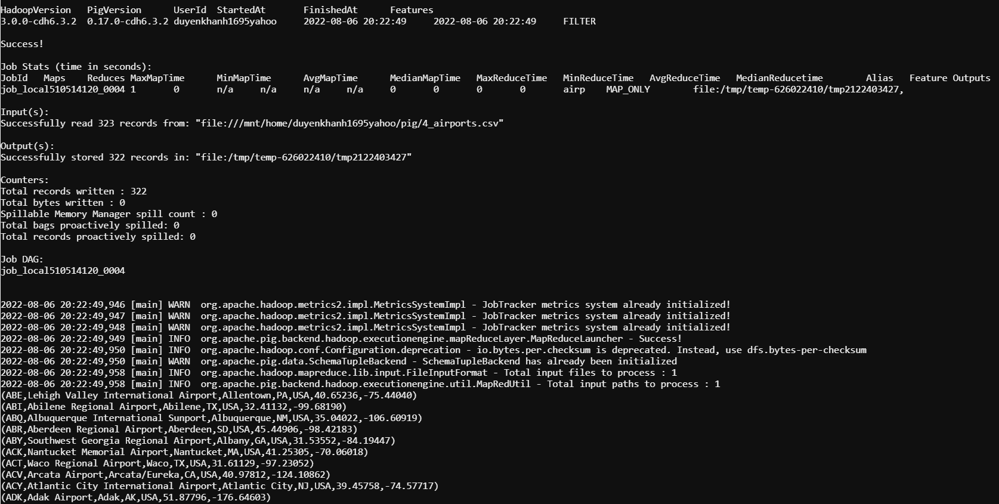 HadoopVersion PigVersion UserId StartedAt FinishedAt Features
3.0.0-cdh6.3.2 0.17.0-cdh6.3.2 duyenkhanh1695yahoo 2022-08-06 20:22:49 2022-08-06 20:22:49 FILTER
Success!
Job Stats (time in seconds):
JobId Maps Reduces MaxMapTime MinMapTime AvgMapTime MedianMapTime MaxReduceTime MinReduceTime AvgReduceTime MedianReducetime Alias Feature Outputs
job_local510514120_0004 1 0 n/a n/a n/a n/a 0 0 0 0 airp MAP_ONLY file:/tmp/temp-626022410/tmp2122403427,
Input(s):
Successfully read 323 records from: "file:///mnt/home/duyenkhanh1695yahoo/pig/4_airports.csv"
Output(s):
Successfully stored 322 records in: "file:/tmp/temp-626022410/tmp2122403427"
Counters:
Total records written : 322
Total bytes written : 0
Spillable Memory Manager spill count : 0
Total bags proactively spilled: 0
Total records proactively spilled: 0
Job DAG:
job_local510514120_0004
2022-08-06 20:22:49,946 [main] WARN org.apache.hadoop.metrics2.impl.MetricsSystemImpl - JobTracker metrics system already initialized!
2022-08-06 20:22:49,947 [main] WARN org.apache.hadoop.metrics2.impl.MetricsSystemImpl - JobTracker metrics system already initialized!
2022-08-06 20:22:49,948 [main] WARN org.apache.hadoop.metrics2.impl.MetricsSystemImpl - JobTracker metrics system already initialized!
2022-08-06 20:22:49,949 [main] INFO org.apache.pig.backend.hadoop.executionengine.mapReduceLayer.MapReduceLauncher - Success!
2022-08-06 20:22:49,950 [main] INFO org.apache.hadoop.conf.Configuration.deprecation - io.bytes.per.checksum is deprecated. Instead, use dfs.bytes-per-checksum
2022-08-06 20:22:49,950 [main] WARN org.apache.pig.data.SchemaTupleBackend - SchemaTupleBackend has already been initialized
2022-08-06 20:22:49,958 [main] INFO org.apache.hadoop.mapreduce.lib.input.FileInputFormat - Total input files to process : 1
2022-08-06 20:22:49,958 [main] INFO org.apache.pig.backend.hadoop.executionengine.util.MapRedUtil - Total input paths to process : 1
(ABE,Lehigh Valley International Airport,Allentown,PA,USA,40.65236,-75.44040)
(ABI,Abilene Regional Airport,Abilene,TX,USA,32.41132,-99.68190)
(ABQ,Albuquerque International Sunport,Albuquerque,NM,USA,35.04022,-106.60919)
(ABR,Aberdeen Regional Airport,Aberdeen,SD,USA,45.44906,-98.42183)
(ABY,Southwest Georgia Regional Airport,Albany,GA,USA,31.53552,-84.19447)
(ACK,Nantucket Memorial Airport,Nantucket,MA,USA,41.25305,-70.06018)
(ACT,Waco Regional Airport,Waco,TX,USA,31.61129,-97.23052)
(ACV,Arcata Airport,Arcata/Eureka,CA,USA,40.97812,-124.10862)
(ACY,Atlantic City International Airport,Atlantic City,NJ,USA,39.45758,-74.57717)
(ADK,Adak Airport,Adak,AK,USA,51.87796,-176.64603)